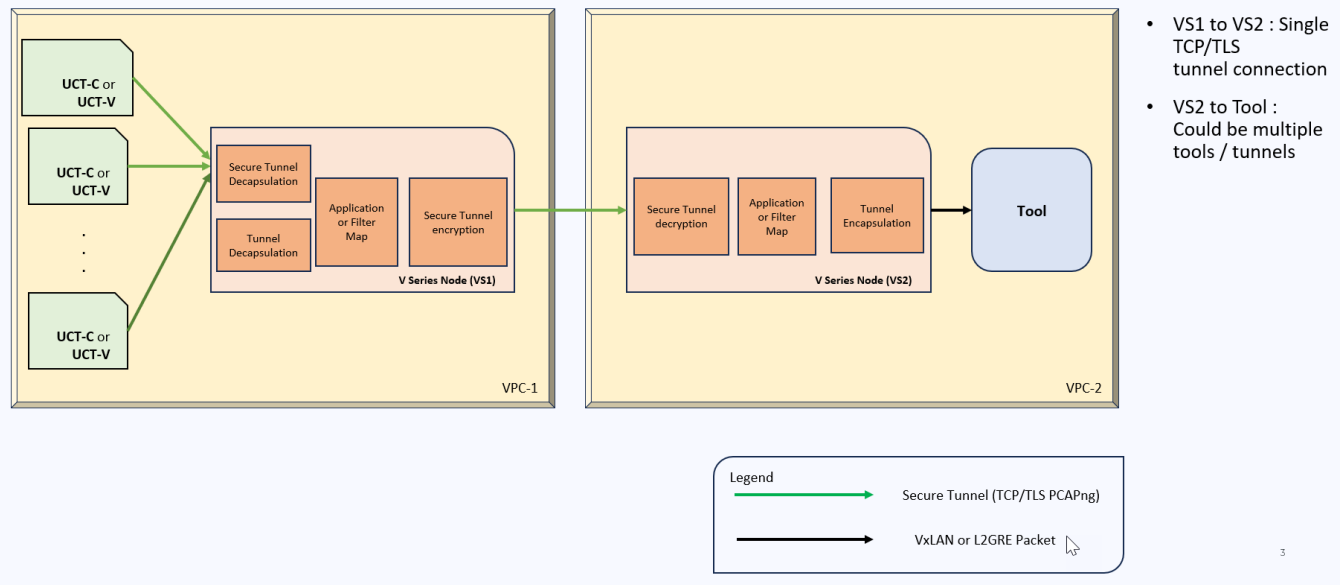 UCT-C or
UCT-V
UCT-C or
UCT-V
.
.
.
UCT-C or
UCT-V
Secure Tunnel
Decapsulation
Tunnel
Decapsulation
Application
or Filter
Map
Secure Tunnel
encryption
V Series Node (VS1)
VPC-1
Secure Tunnel
decryption
Application
or Filter
Map
Tunnel
Encapsulation
V Series Node (VS2)
VPC-2
Tool
• VS1 to VS2 : Single
TCP/TLS
tunnel connection
• VS2 to Tool :
Could be multiple
tools / tunnels
Legend
Secure Tunnel (TCP/TLS PCAPng)
VxLAN or L2GRE Packet
3